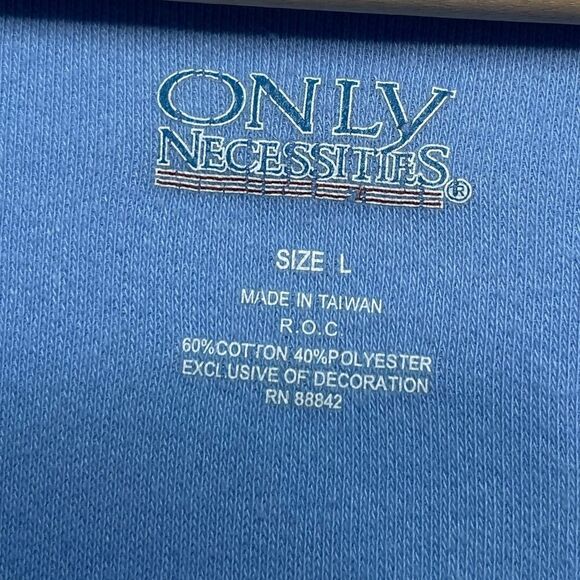 ONLY
NECESSITIES®
SIZE L
MADE IN TAIWAN
R.O.C
60%COTTON 40%POLYESTER
EXCLUSIVE OF DECORATION
RN 88842